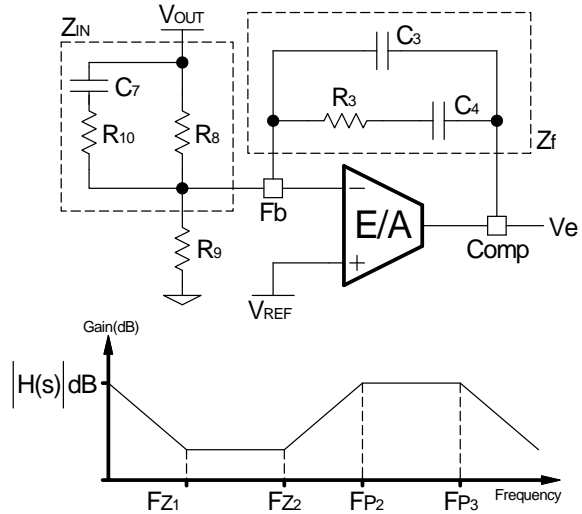 ZIN
VOUT
C3
C7
R3
C4
R10
R8
Zf
Fb
E/A
Ve
Comp
R9
VREF
Gain(dB)
|H(s)| dB
FZ1
FZ2
FP2
FP3
Frequency